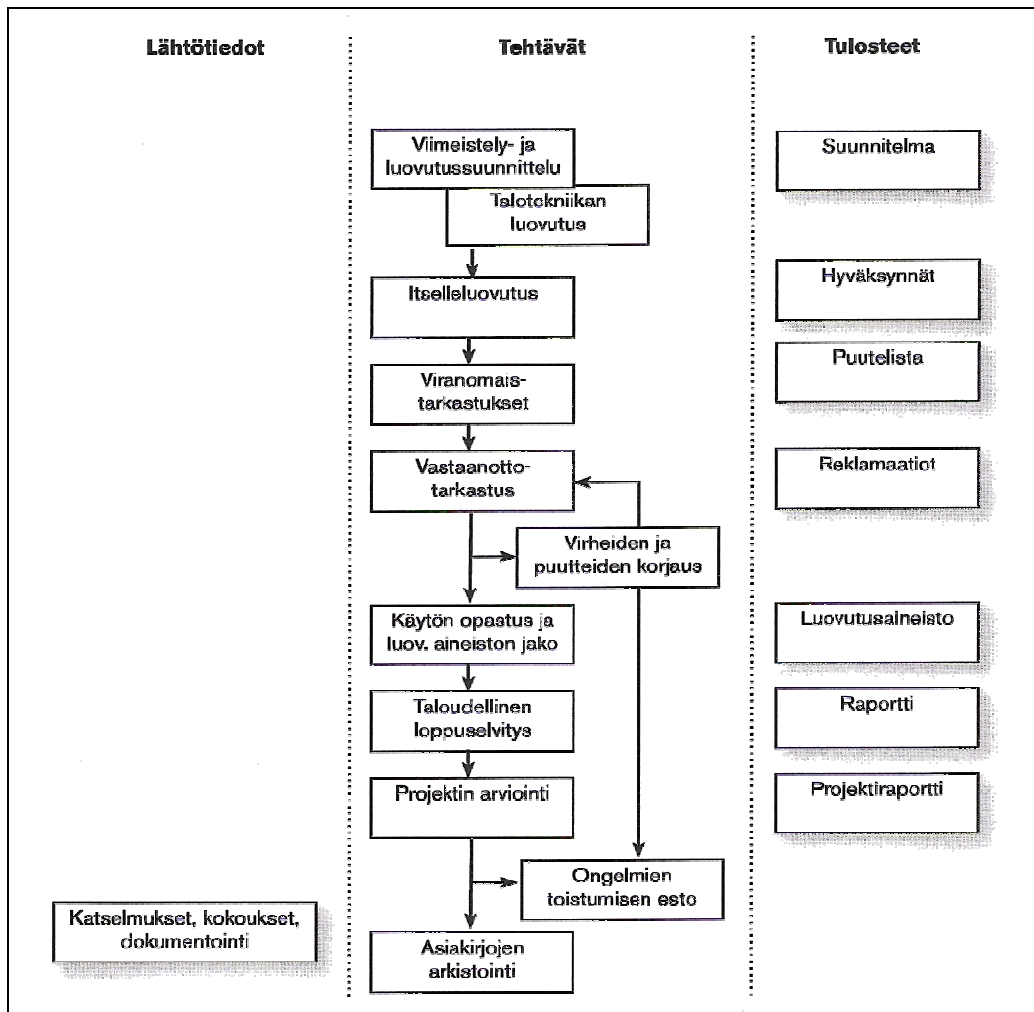 Lähtötiedot
Tehtävät
Tulosteet
Viimeistely- ja
luovutussuunnittelu
Suunnitelma
Talotekniikan
luovutus
Itselleluovutus
Hyväksynnät
Viranomais-
tarkastukset
Puutelista
Vastaanotto-
tarkastus
Reklamaatiot
Virheiden ja
puutteiden korjaus
Käytön opastus ja
luov. aineiston jako
Luovutusaineisto
Taloudellinen
loppuselvitys
Raportti
Projektin arviointi
Projektiraportti
Ongelmien
toistumisen esto
Katselmukset, kokoukset,
dokumentointi
Asiakirjojen
arkistointi